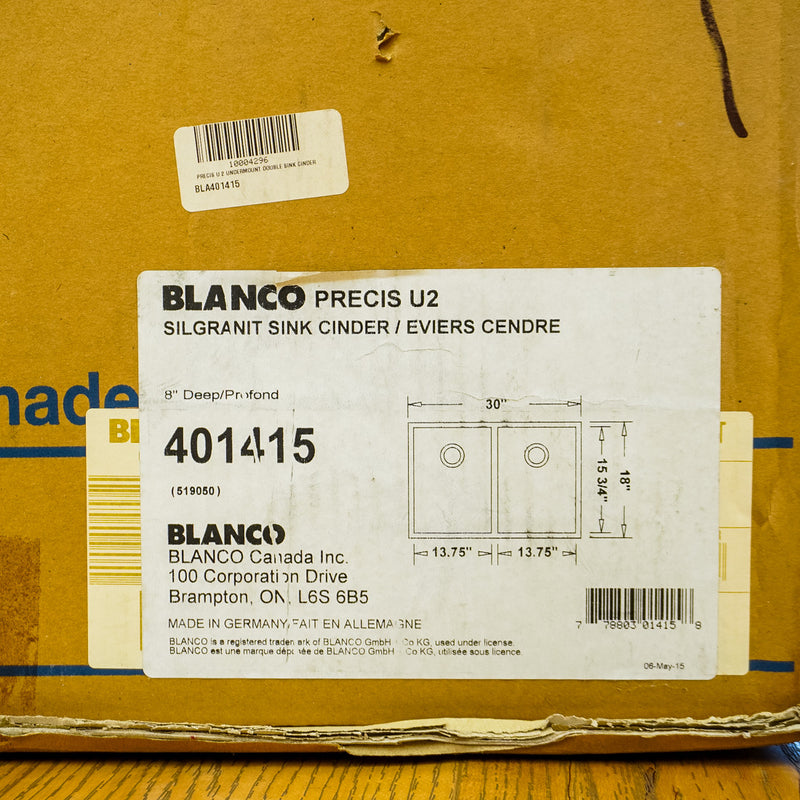 10004296
PRECIS U 2 UNDERMOUNT DOUBLE SINK CINDER
BLA401415
BLANCO PRECIS U2
SILGRANIT SINK CINDER / EVIERS CENDRE
nade
8" Deep/Profond
401415
(519050)
30"
15 3/4"
18"
13.75" 13.75"
BLANCO
BLANCO Canada Inc.
100 Corporation Drive
Brampton, ON, L6S 6B5
MADE IN GERMANY/FAIT EN ALLEMAGNE
BLANCO is a registered trademark of BLANCO GmbH + Co KG, used under license.
BLANCO est une marque déposée de BLANCO GmbH + Co KG, utilisée sous licence.
7 78803 01415 8
06-May-15